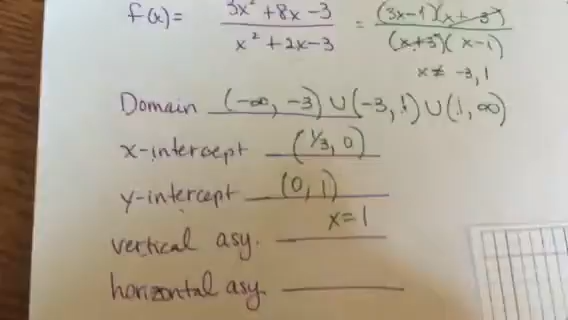 f(x) = 3x² + 8x - 3 / x² + 2x - 3 = (3x-1)(x+3) / (x+3)(x-1)
x ≠ -3, 1
Domain (-∞, -3) ∪ (-3, 1) ∪ (1, ∞)
x-intercept (1/3, 0)
y-intercept (0, 1)
vertical asy. x=1
horizontal asy.